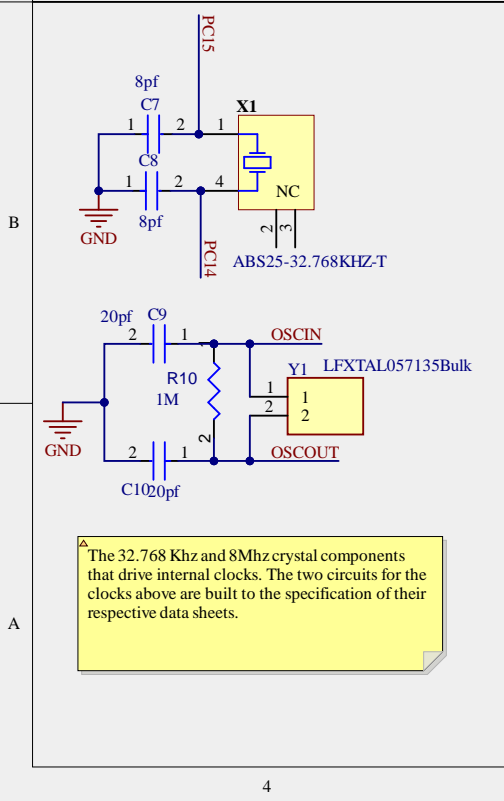 PC15
8pf
C7
X1
1
2
1
C8
1
2
4
NC
8pf
GND
2
3
PC14
ABS25-32.768KHZ-T
B
20pf
C9
2
1
1
OSCIN
Y1
LFXTAL057135Bulk
R10
1M
1
1
2
2
GND
2
2
1
OSCOUT
C10
20pf
The 32.768 Khz and 8Mhz crystal components
that drive internal clocks. The two circuits for the
clocks above are built to the specification of their
respective data sheets.
A
4